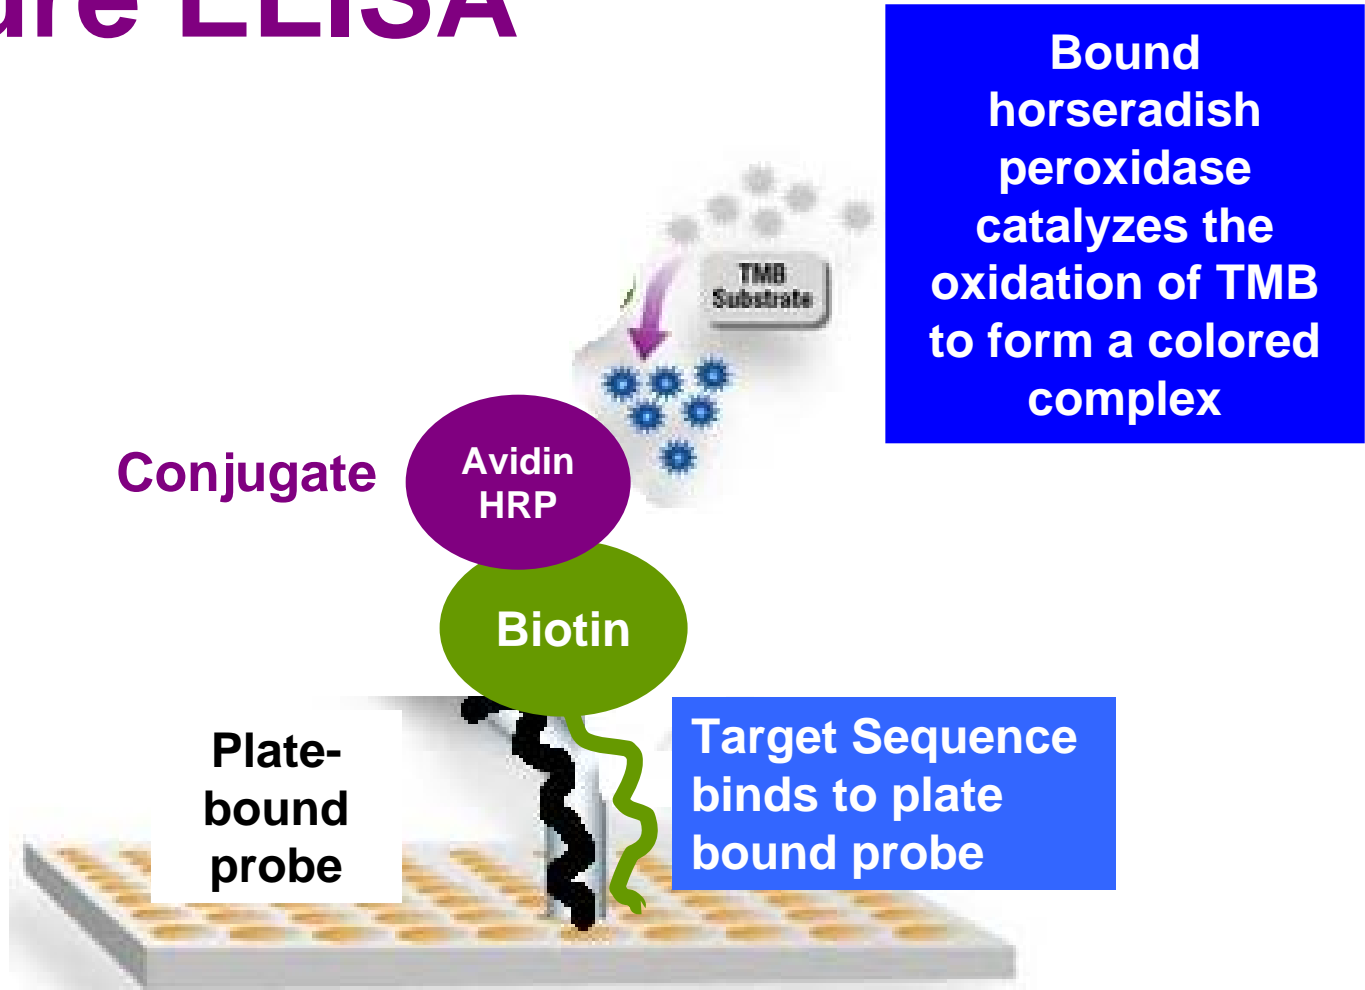 ure ELISA
Bound
horseradish
peroxidase
catalyzes the
oxidation of TMB
to form a colored
complex
TMB
Substrate
Conjugate
Avidin
HRP
Biotin
Plate-
bound
probe
Target Sequence
binds to plate
bound probe